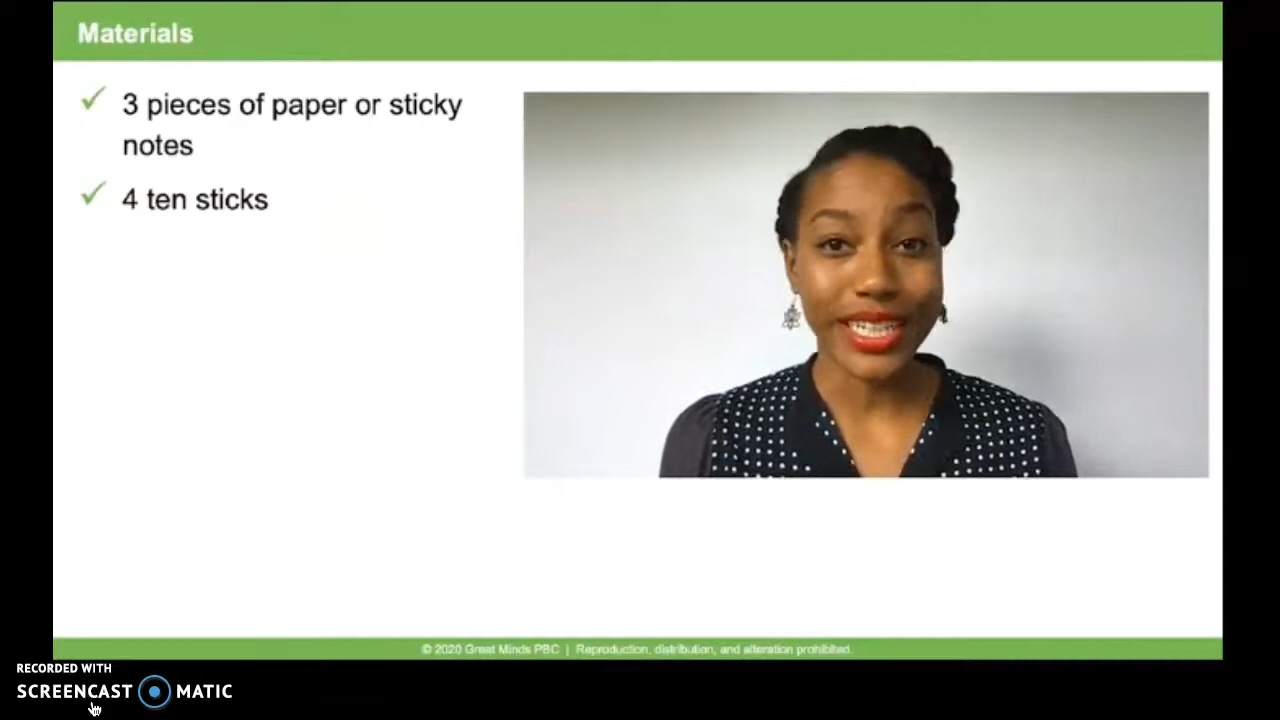 Materials
3 pieces of paper or sticky
notes
4 ten sticks
© 2020 Great Minds PBC | Reproduction, distribution, and alteration prohibited.
RECORDED WITH
SCREENCAST MATIC